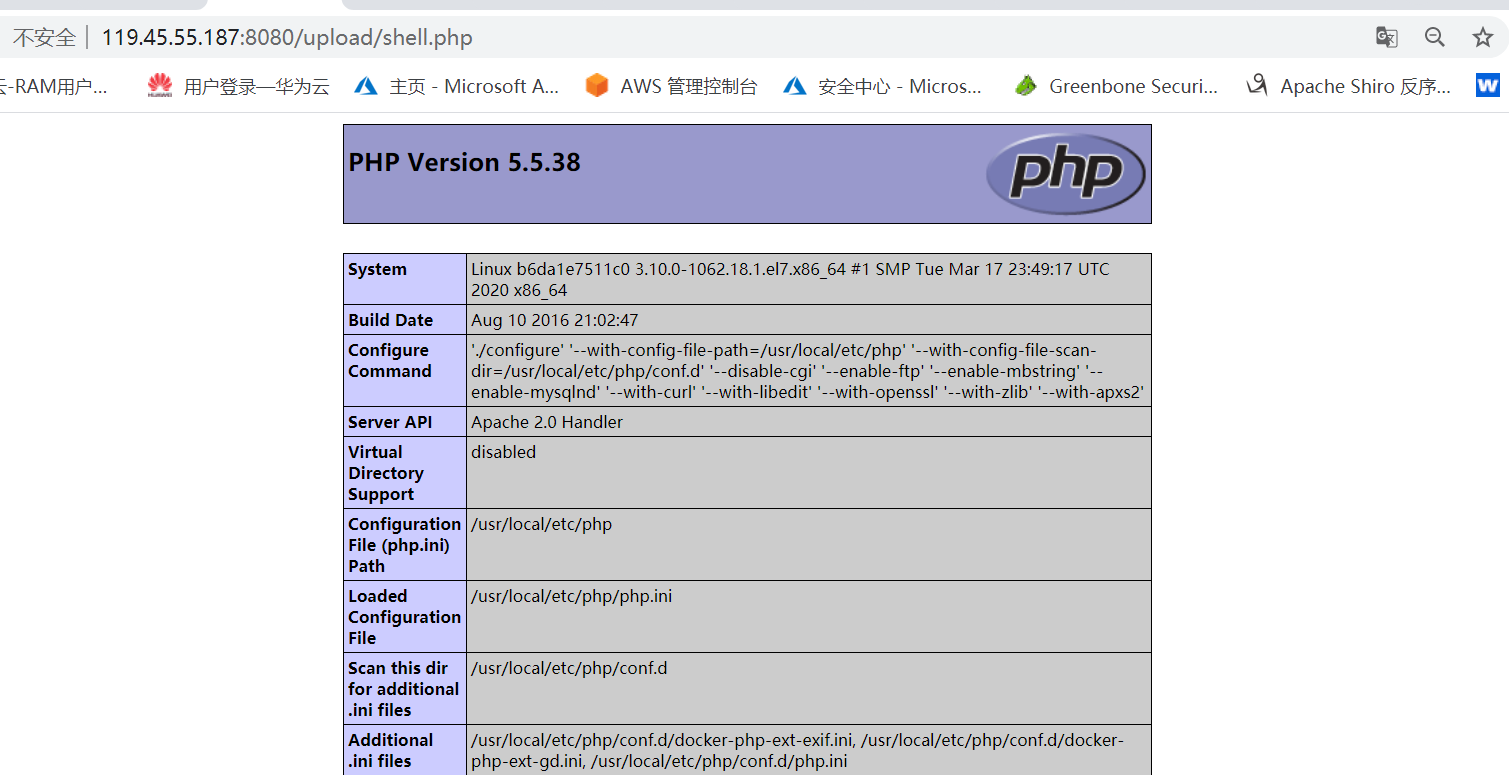 不安全 119.45.55.187:8080/upload/shell.php
云-RAM用户... 用户登录—华为云 主页 - Microsoft A... AWS 管理控制台 安全中心 - Micros... Greenbone Securi... Apache Shiro 反序... W
HUAWEI
PHP Version 5.5.38
php
System
Linux b6da1e7511c0 3.10.0-1062.18.1.el7.x86_64 #1 SMP Tue Mar 17 23:49:17 UTC
2020 x86_64
Build Date
Aug 10 2016 21:02:47
Configure
Command
'./configure' '--with-config-file-path=/usr/local/etc/php' '--with-config-file-scan-
dir=/usr/local/etc/php/conf.d' '--disable-cgi' '--enable-ftp' '--enable-mbstring' '--
enable-mysqlnd' '--with-curl' '--with-libedit' '--with-openssl' '--with-zlib' '--with-apxs2'
Server API
Apache 2.0 Handler
Virtual
Directory
Support
disabled
Configuration
File (php.ini)
Path
/usr/local/etc/php
Loaded
Configuration
File
/usr/local/etc/php/php.ini
Scan this dir
for additional
.ini files
/usr/local/etc/php/conf.d
Additional
.ini files
/usr/local/etc/php/conf.d/docker-php-ext-exif.ini, /usr/local/etc/php/conf.d/docker-
php-ext-gd.ini, /usr/local/etc/php/conf.d/php.ini